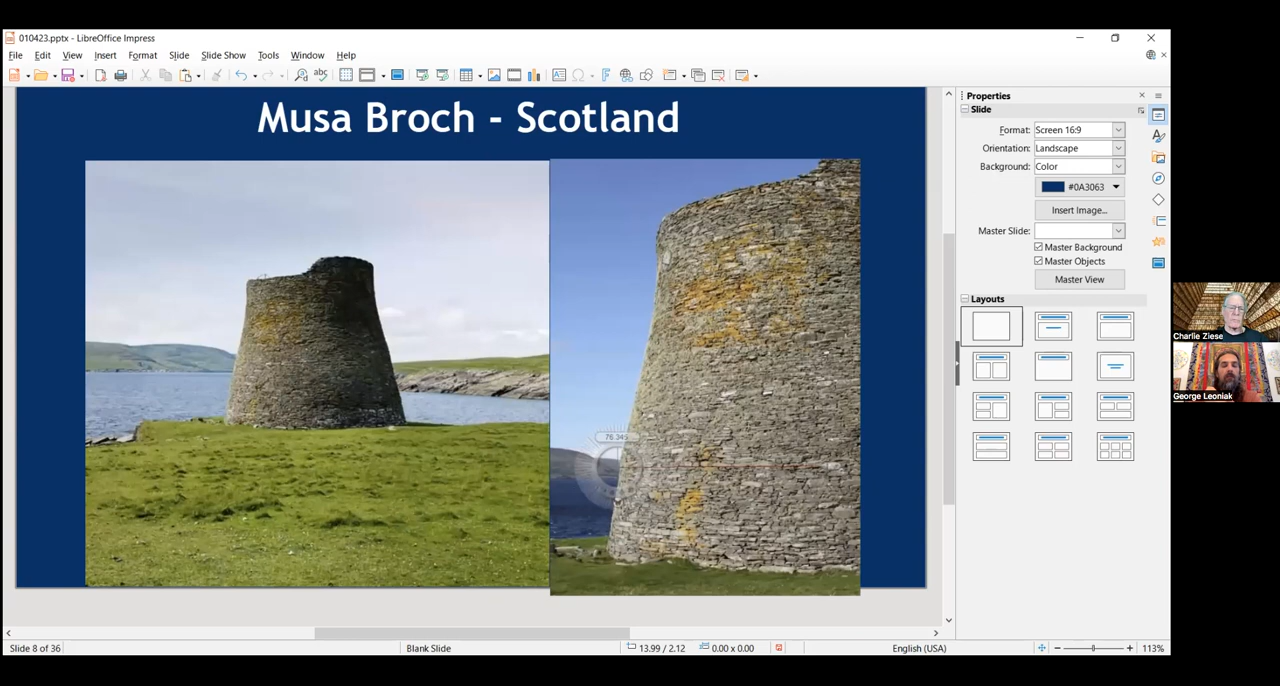 010423.pptx - LibreOffice Impress
File Edit View Insert Format Slide Slide Show Tools Window Help
Musa Broch - Scotland
76.345
Properties
Slide
Format: Screen 16:9
Orientation: Landscape
Background: Color
#0A3063
Insert Image...
Master Slide:
Master Background
Master Objects
Master View
Layouts
Charlie Ziese
George Leoniak
Slide 8 of 36 Blank Slide 13.99 / 2.12 0.00 x 0.00 English (USA) 113%